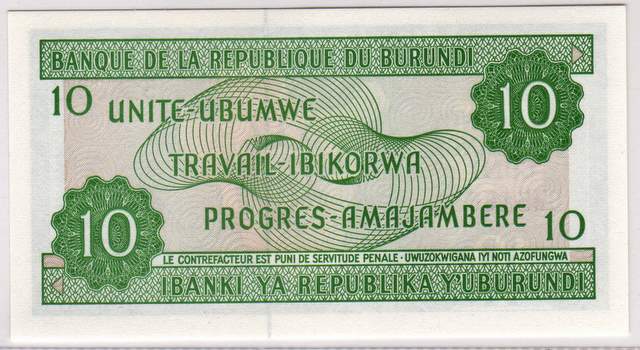 BANQUE DE LA REPUBLIQUE DU BURUNDI
10 UNITE-UBUMWE 10
TRAVAIL-IBIKORWA
10 PROGRES-AMAJAMBERE 10
LE CONTREFACTEUR EST PUNI DE SERVITUDE PENALE · UWUZOKWIGANA IYI NOTI AZOFUNGWA
IBANKI YA REPUBLIKA Y'UBURUNDI